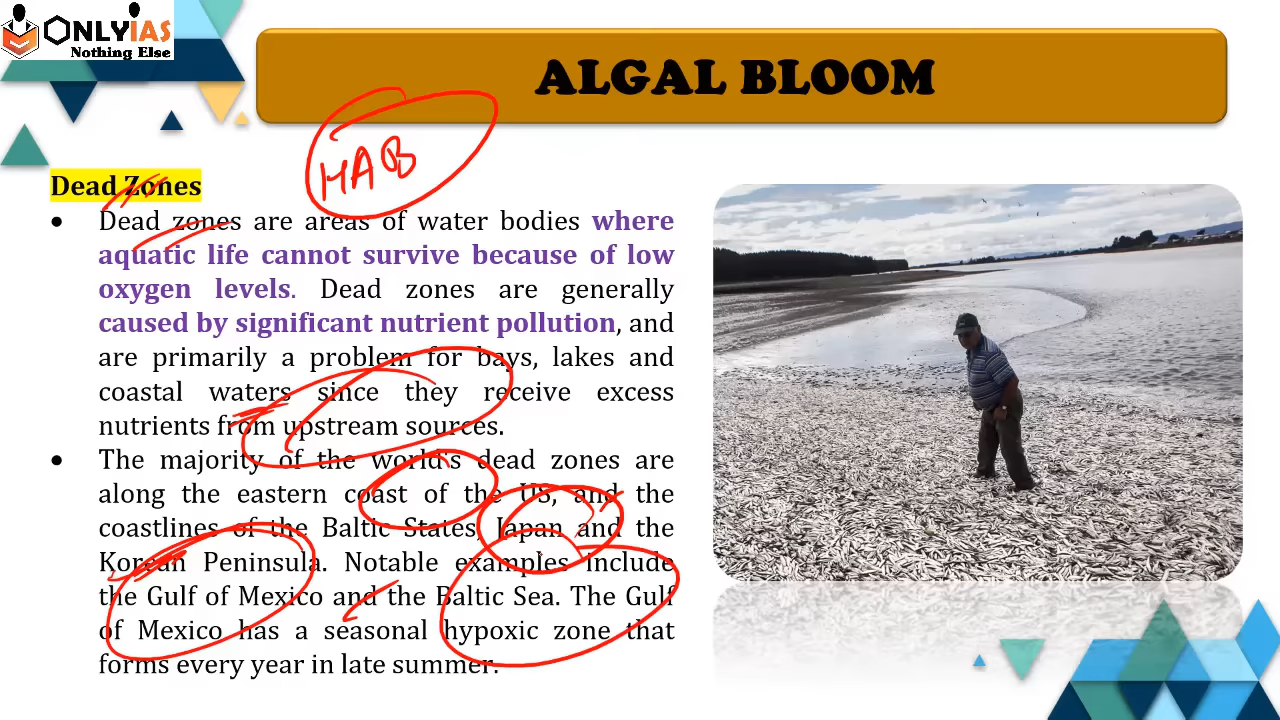 ONLYIAS
Nothing Else
ALGAL BLOOM
HAB
Dead Zones
• Dead zones are areas of water bodies where
aquatic life cannot survive because of low
oxygen levels. Dead zones are generally
caused by significant nutrient pollution, and
are primarily a problem for bays, lakes and
coastal waters since they receive excess
nutrients from upstream sources.
• The majority of the world's dead zones are
along the eastern coast of the US, and the
coastlines of the Baltic States, Japan and the
Korean Peninsula. Notable examples include
the Gulf of Mexico and the Baltic Sea. The Gulf
of Mexico has a seasonal hypoxic zone that
forms every year in late summer.